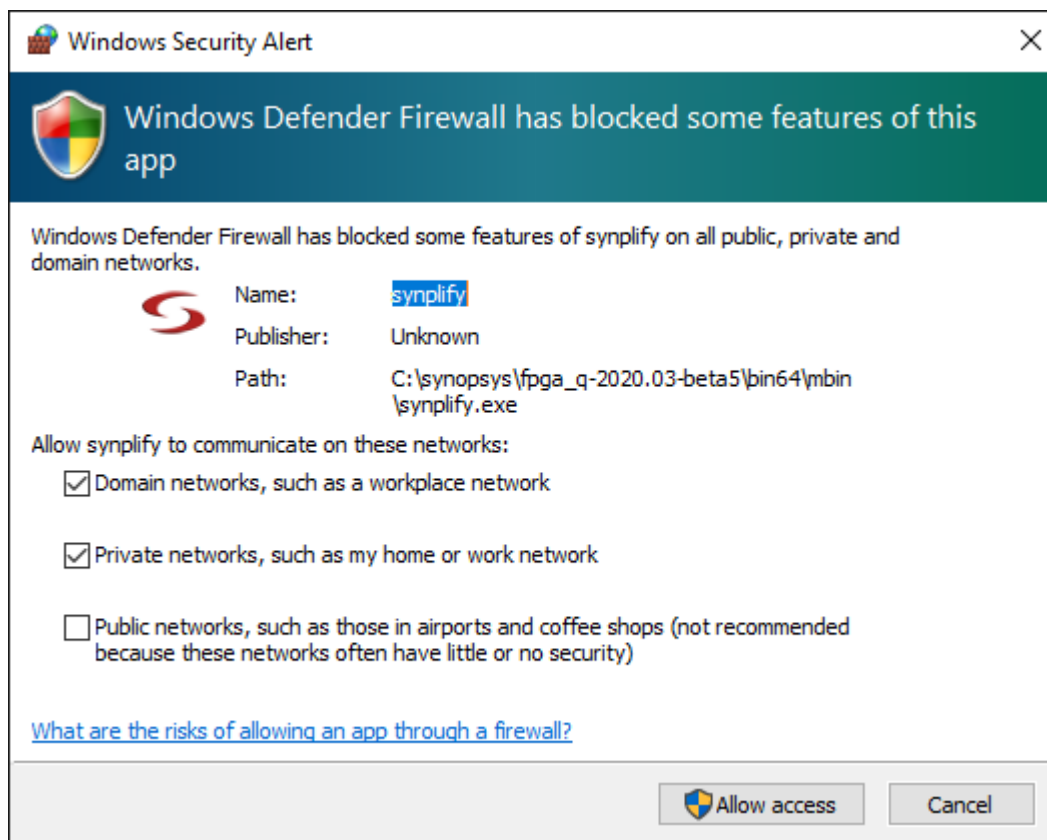 Windows Security Alert
Windows Defender Firewall has blocked some features of this
app
Windows Defender Firewall has blocked some features of synplify on all public, private and
domain networks.
Name: synplify
Publisher: Unknown
Path: C:\synopsys\fpga_q-2020.03-beta5\bin64\mbin
\synplify.exe
Allow synplify to communicate on these networks:
Domain networks, such as a workplace network
Private networks, such as my home or work network
Public networks, such as those in airports and coffee shops (not recommended
because these networks often have little or no security)
What are the risks of allowing an app through a firewall?
Allow access Cancel